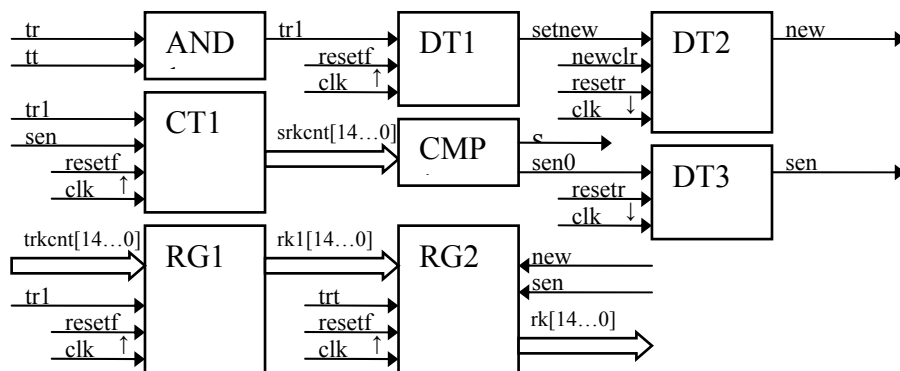 tr
tt
AND
tr1
resetf
clk ↑
DT1
setnew
newclr
resetr
clk ↓
DT2
new
tr1
sen
resetf
clk ↑
CT1
srkcnt[14…0]
CMP
s
sen0
resetr
clk ↓
DT3
sen
trkcnt[14…0]
tr1
resetf
clk ↑
RG1
rk1[14…0]
trt
resetf
clk ↑
RG2
new
sen
rk[14…0]